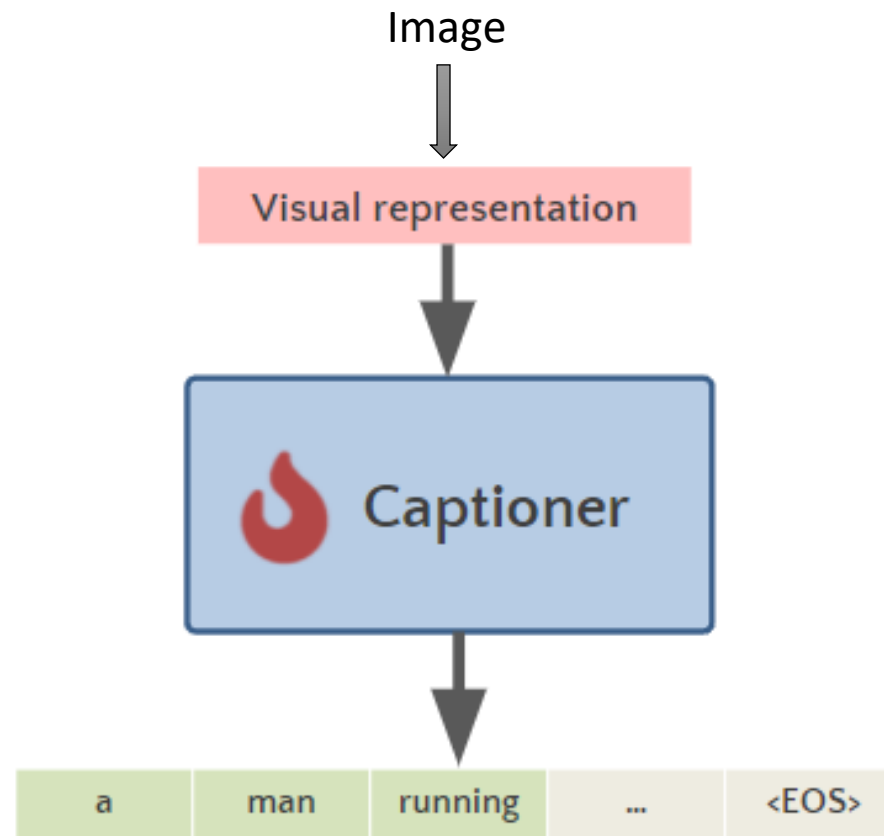 Image
Visual representation
Captioner
a man running ... <EOS>